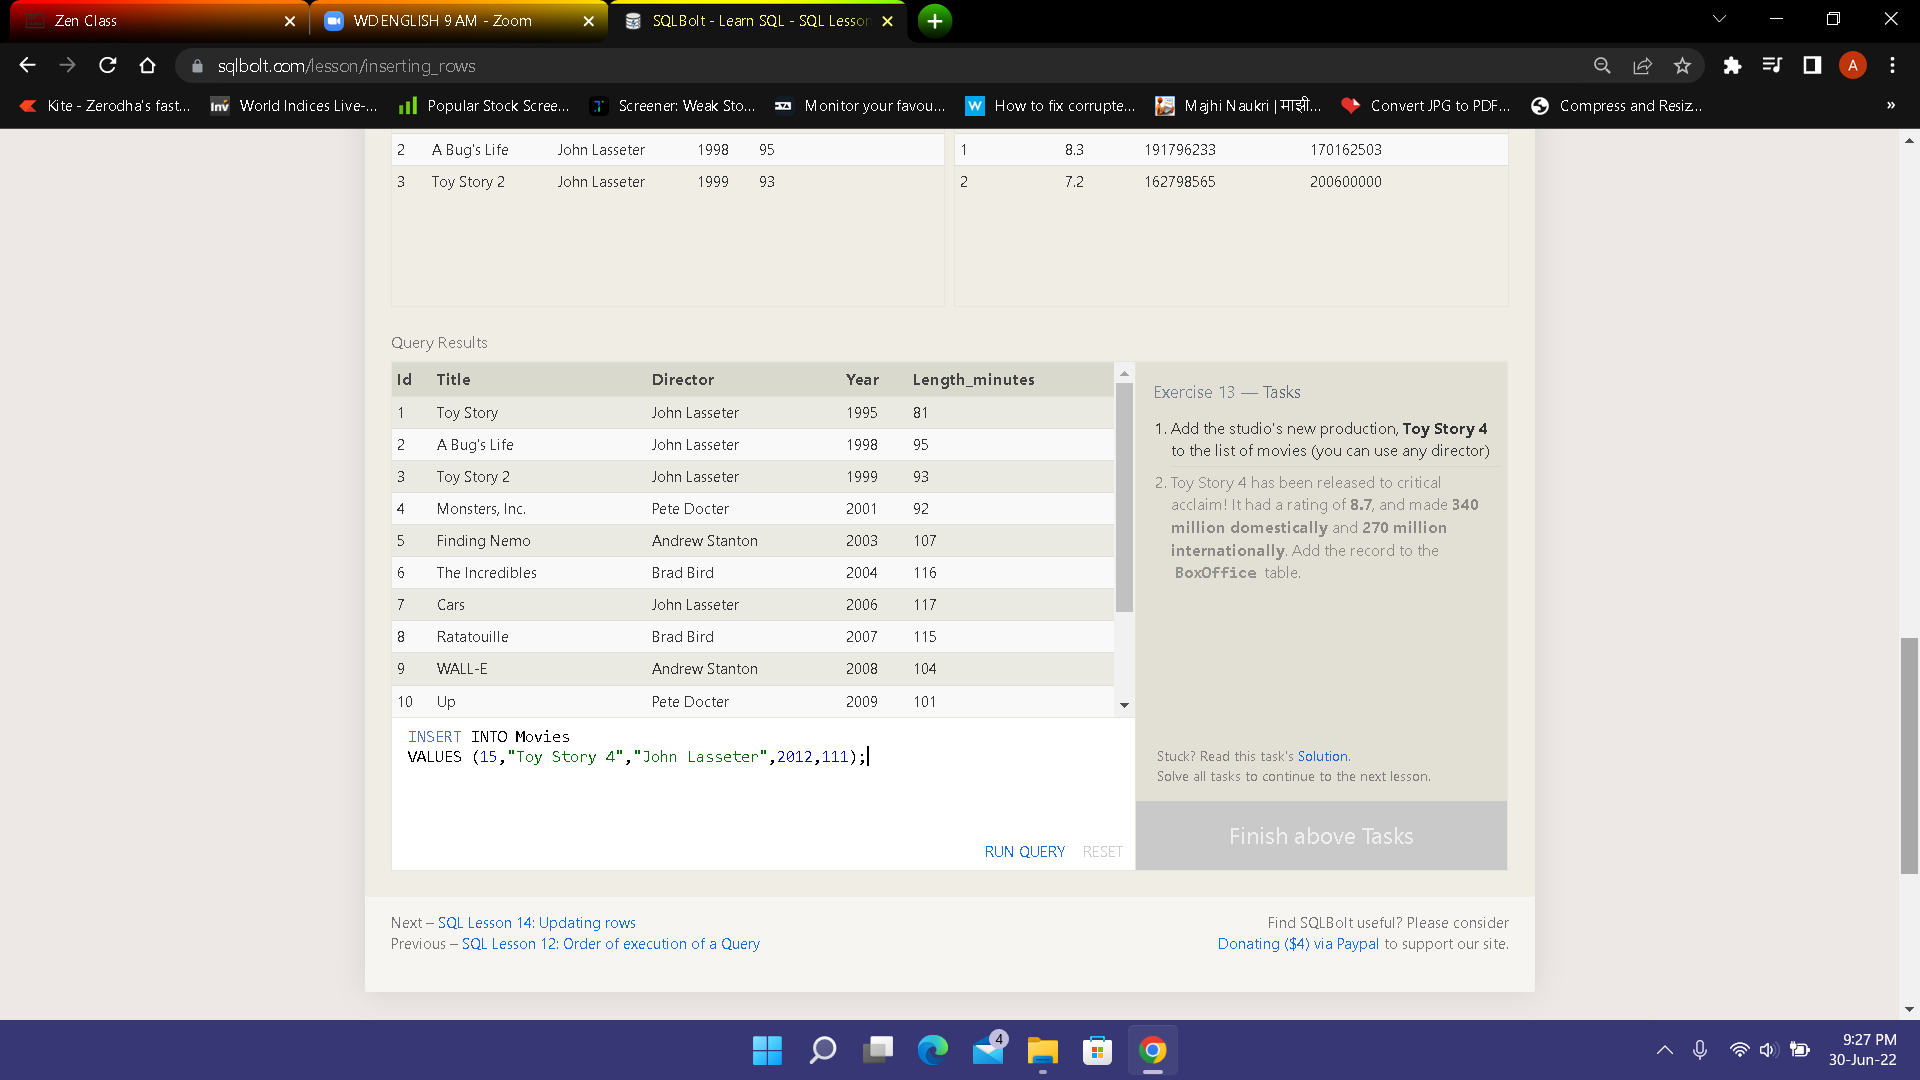 Zen Class
WD ENGLISH 9 AM - Zoom
SQLBolt - Learn SQL - SQL Lesson
sqlbolt.com/lesson/inserting_rows
A
Kite - Zerodha's fast...
World Indices Live-...
Popular Stock Scree...
Screener: Weak Sto...
Monitor your favou...
How to fix corrupte...
Majhi Naukri | माझी...
Convert JPG to PDF...
Compress and Resiz...
»
2 A Bug's Life John Lasseter 1998 95
3 Toy Story 2 John Lasseter 1999 93
1 8.3 191796233 170162503
2 7.2 162798565 200600000
Query Results
Id Title Director Year Length_minutes
1 Toy Story John Lasseter 1995 81
2 A Bug's Life John Lasseter 1998 95
3 Toy Story 2 John Lasseter 1999 93
4 Monsters, Inc. Pete Docter 2001 92
5 Finding Nemo Andrew Stanton 2003 107
6 The Incredibles Brad Bird 2004 116
7 Cars John Lasseter 2006 117
8 Ratatouille Brad Bird 2007 115
9 WALL-E Andrew Stanton 2008 104
10 Up Pete Docter 2009 101
INSERT INTO Movies
VALUES (15,"Toy Story 4","John Lasseter",2012,111);
RUN QUERY RESET
Exercise 13 — Tasks
1. Add the studio's new production, Toy Story 4
to the list of movies (you can use any director)
2. Toy Story 4 has been released to critical
acclaim! It had a rating of 8.7, and made 340
million domestically and 270 million
internationally. Add the record to the
BoxOffice table.
Stuck? Read this task's Solution.
Solve all tasks to continue to the next lesson.
Finish above Tasks
Next – SQL Lesson 14: Updating rows
Previous – SQL Lesson 12: Order of execution of a Query
Find SQLBolt useful? Please consider
Donating ($4) via Paypal to support our site.
4
9:27 PM
30-Jun-22